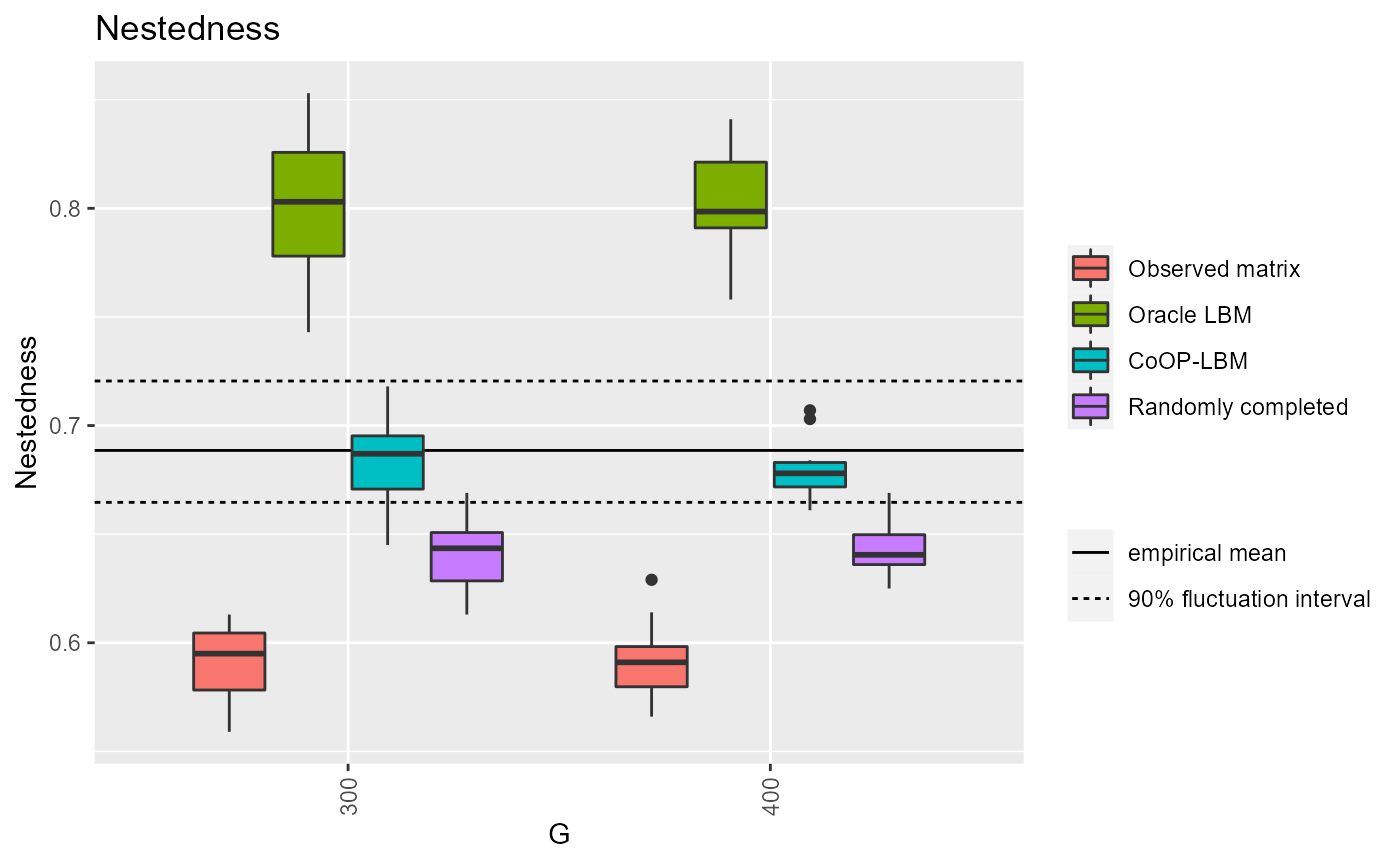 Nestedness
Nestedness
0.8
0.7
0.6
300
400
G
Observed matrix
Oracle LBM
CoOP-LBM
Randomly completed
empirical mean
90% fluctuation interval